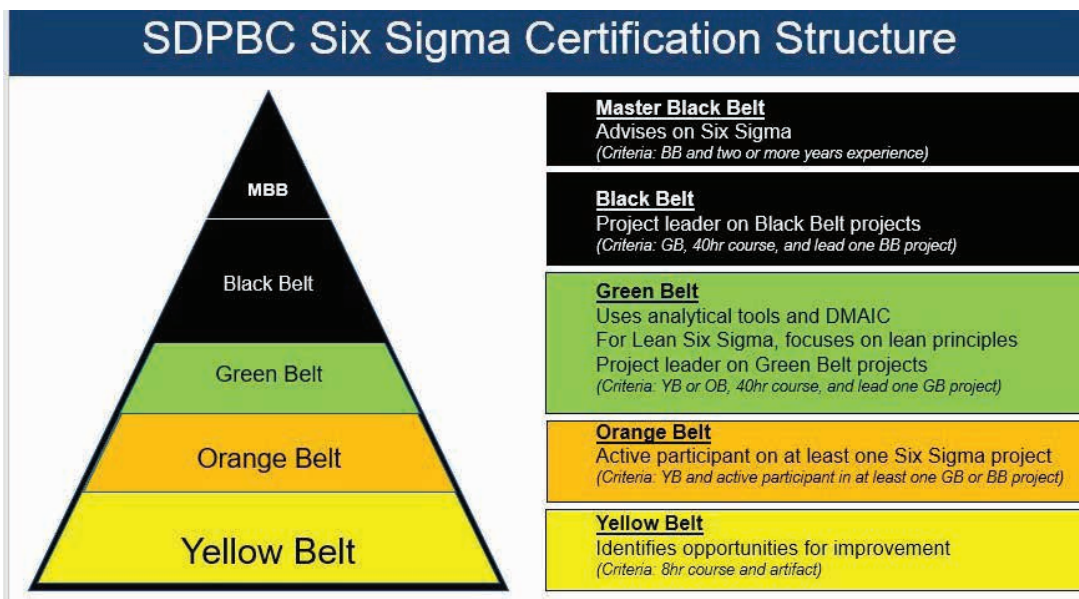 SDPBC Six Sigma Certification Structure
MBB
Black Belt
Green Belt
Orange Belt
Yellow Belt
Master Black Belt
Advises on Six Sigma
(Criteria: BB and two or more years experience)
Black Belt
Project leader on Black Belt projects
(Criteria: GB, 40hr course, and lead one BB project)
Green Belt
Uses analytical tools and DMAIC
For Lean Six Sigma, focuses on lean principles
Project leader on Green Belt projects
(Criteria: YB or OB, 40hr course, and lead one GB project)
Orange Belt
Active participant on at least one Six Sigma project
(Criteria: YB and active participant in at least one GB or BB project)
Yellow Belt
Identifies opportunities for improvement
(Criteria: 8hr course and artifact)